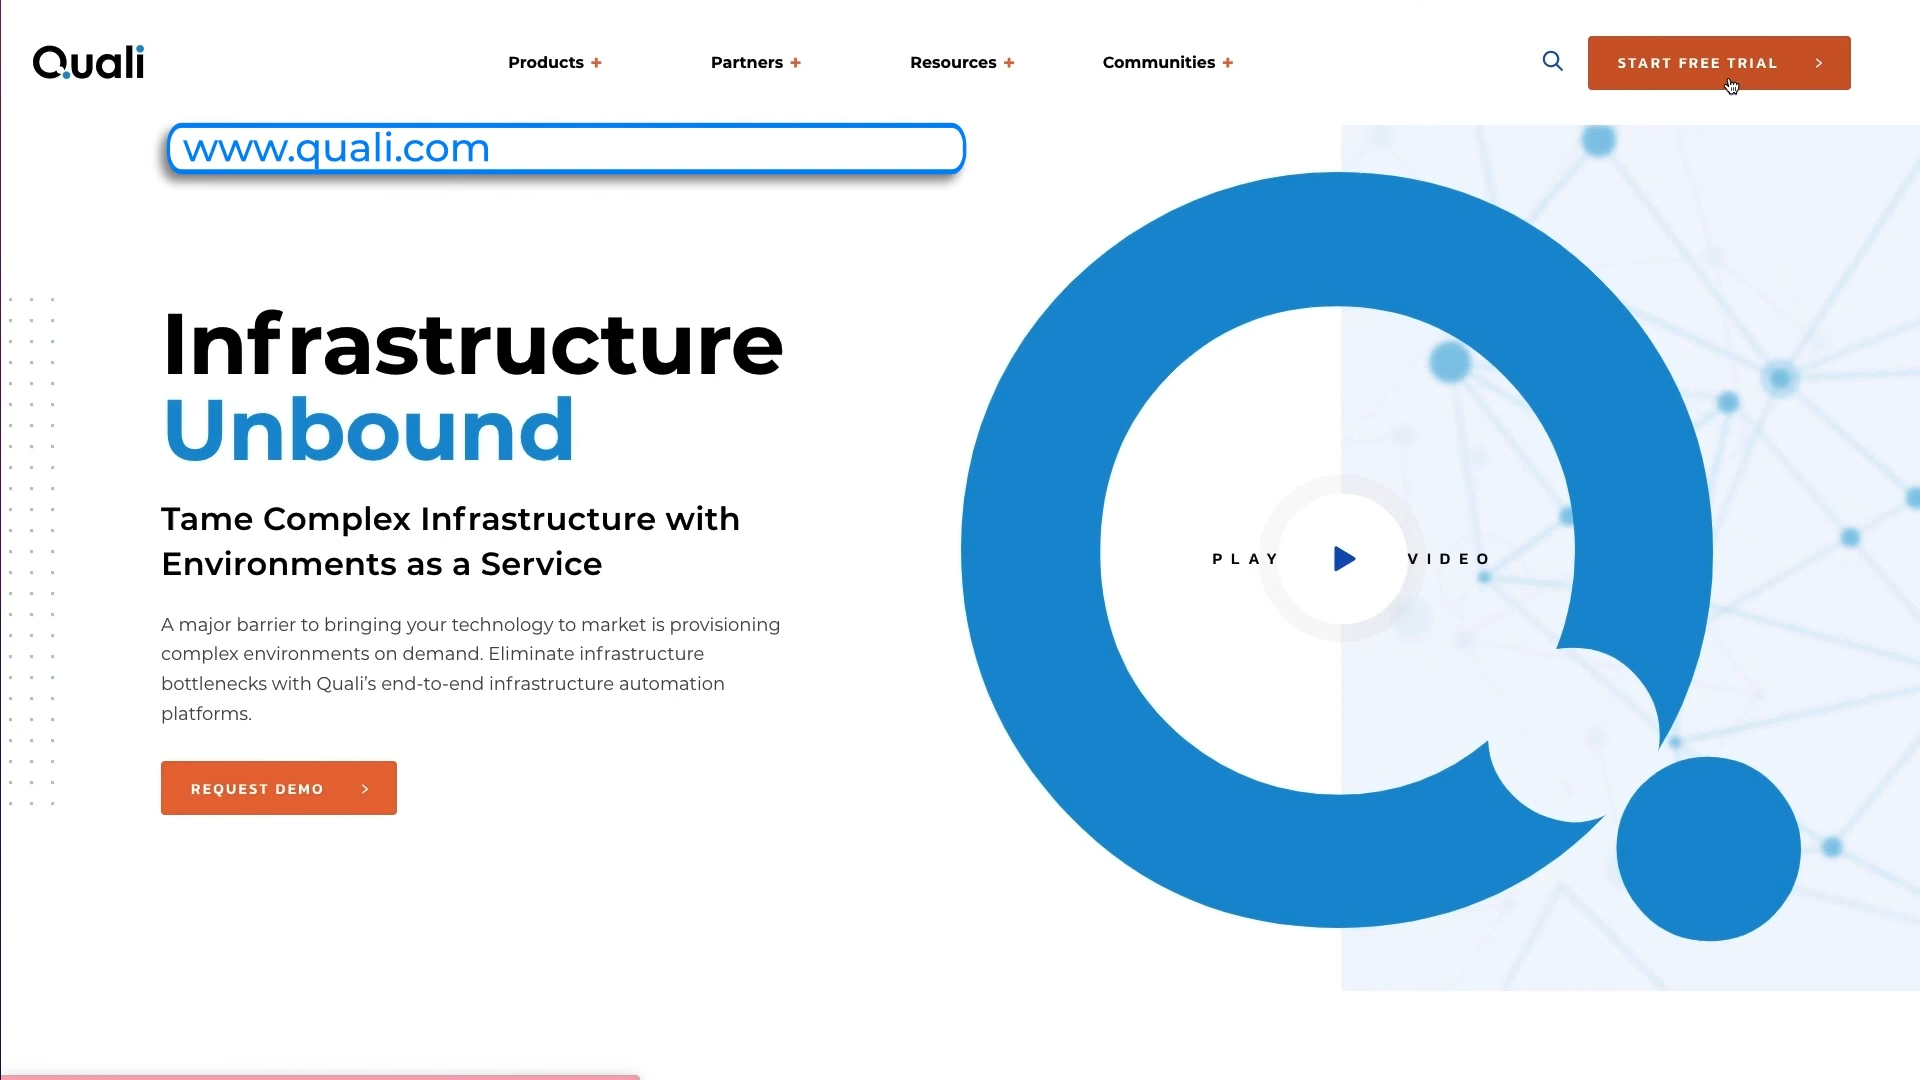 Quali
Products +
Partners +
Resources +
Communities +
START FREE TRIAL >
www.quali.com
Infrastructure
Unbound
Tame Complex Infrastructure with
Environments as a Service
A major barrier to bringing your technology to market is provisioning
complex environments on demand. Eliminate infrastructure
bottlenecks with Quali’s end-to-end infrastructure automation
platforms.
REQUEST DEMO >
PLAY VIDEO